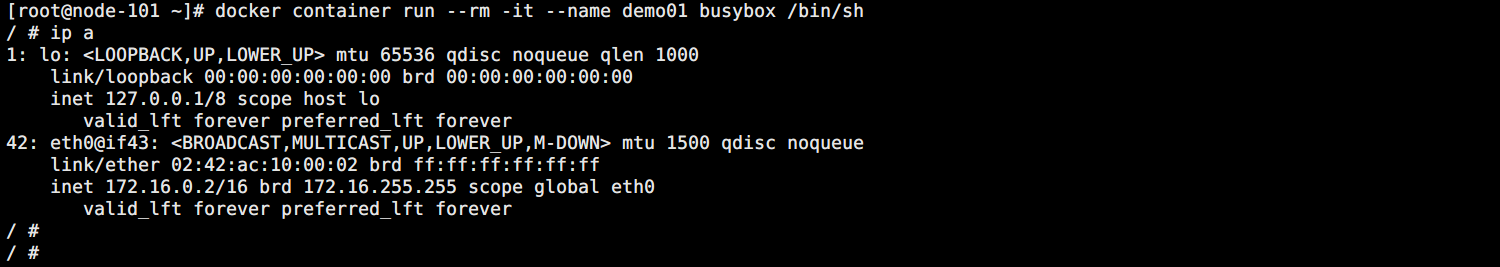 [root@node-101 ~]# docker container run --rm -it --name demo01 busybox /bin/sh
/ # ip a
1: lo: <LOOPBACK,UP,LOWER_UP> mtu 65536 qdisc noqueue qlen 1000
    link/loopback 00:00:00:00:00:00 brd 00:00:00:00:00:00
    inet 127.0.0.1/8 scope host lo
       valid_lft forever preferred_lft forever
42: eth0@if43: <BROADCAST,MULTICAST,UP,LOWER_UP,M-DOWN> mtu 1500 qdisc noqueue
    link/ether 02:42:ac:10:00:02 brd ff:ff:ff:ff:ff:ff
    inet 172.16.0.2/16 brd 172.16.255.255 scope global eth0
       valid_lft forever preferred_lft forever
/ #
/ #